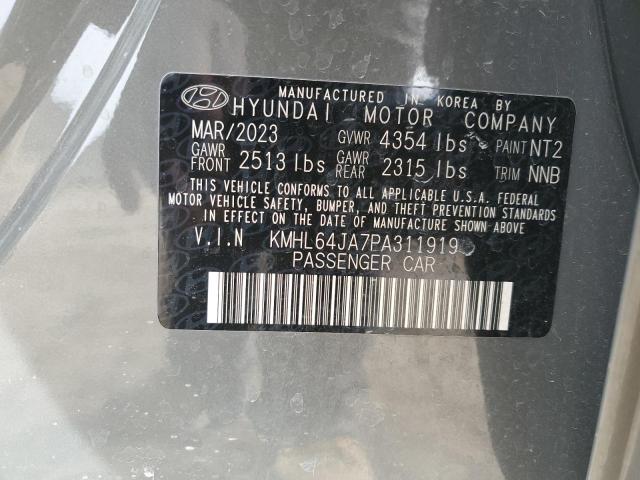 MANUFACTURED IN KOREA BY
HYUNDAI MOTOR COMPANY
MAR/2023 GVWR 4354 lbs PAINT NT2
GAWR FRONT 2513 lbs GAWR REAR 2315 lbs TRIM NNB
THIS VEHICLE CONFORMS TO ALL APPLICABLE U.S.A. FEDERAL
MOTOR VEHICLE SAFETY, BUMPER, AND THEFT PREVENTION STANDARDS
IN EFFECT ON THE DATE OF MANUFACTURE SHOWN ABOVE.
V.I.N KMHL64JA7PA311919
PASSENGER CAR